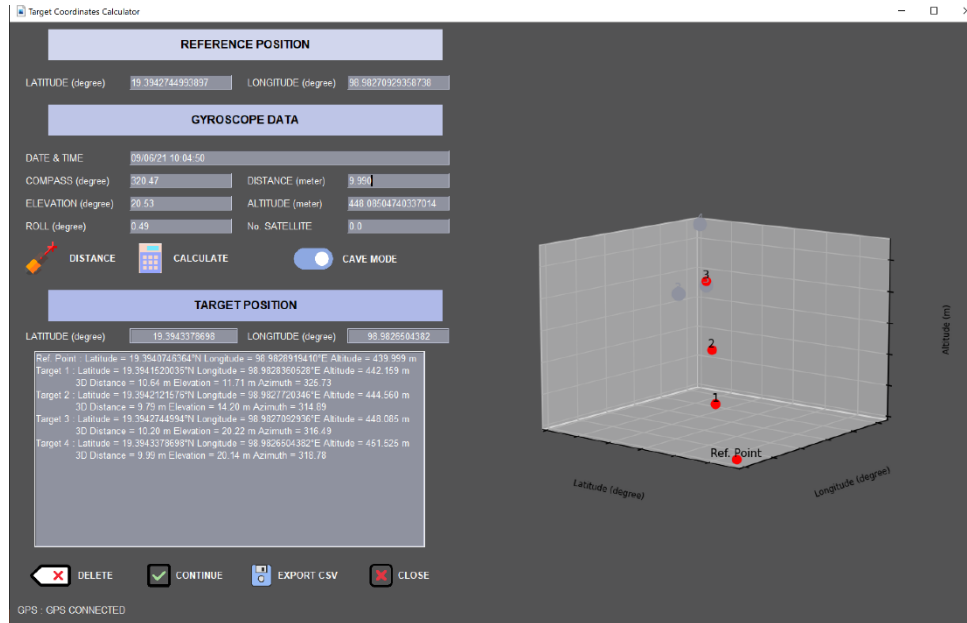 Target Coordinates Calculator
REFERENCE POSITION
LATITUDE (degree) 19.3942744993897 LONGITUDE (degree) 98.98270929358738
GYROSCOPE DATA
DATE & TIME 09/06/21 10:04:50
COMPASS (degree) 320.47 DISTANCE (meter) 9.990
ELEVATION (degree) 20.53 ALTITUDE (meter) 448.08504740337014
ROLL (degree) 0.49 No. SATELLITE 0.0
DISTANCE CALCULATE CAVE MODE
TARGET POSITION
LATITUDE (degree) 19.3943378698 LONGITUDE (degree) 98.9826504382
Ref. Point : Latitude = 19.3940746364°N Longitude = 98.9828919410°E Altitude = 439.999 m
Target 1 : Latitude = 19.3941520035°N Longitude = 98.9828360528°E Altitude = 442.159 m
3D Distance = 10.64 m Elevation = 11.71 m Azimuth = 325.73
Target 2 : Latitude = 19.3942121576°N Longitude = 98.9827720346°E Altitude = 444.560 m
3D Distance = 9.79 m Elevation = 14.20 m Azimuth = 314.89
Target 3 : Latitude = 19.3942744994°N Longitude = 98.9827092936°E Altitude = 448.085 m
3D Distance = 10.20 m Elevation = 20.22 m Azimuth = 316.49
Target 4 : Latitude = 19.3943378698°N Longitude = 98.9826504382°E Altitude = 451.525 m
3D Distance = 9.99 m Elevation = 20.14 m Azimuth = 318.78
4
3
2
1
Ref. Point
Altitude (m)
Latitude (degree)
Longitude (degree)
DELETE CONTINUE EXPORT CSV CLOSE
GPS : GPS CONNECTED